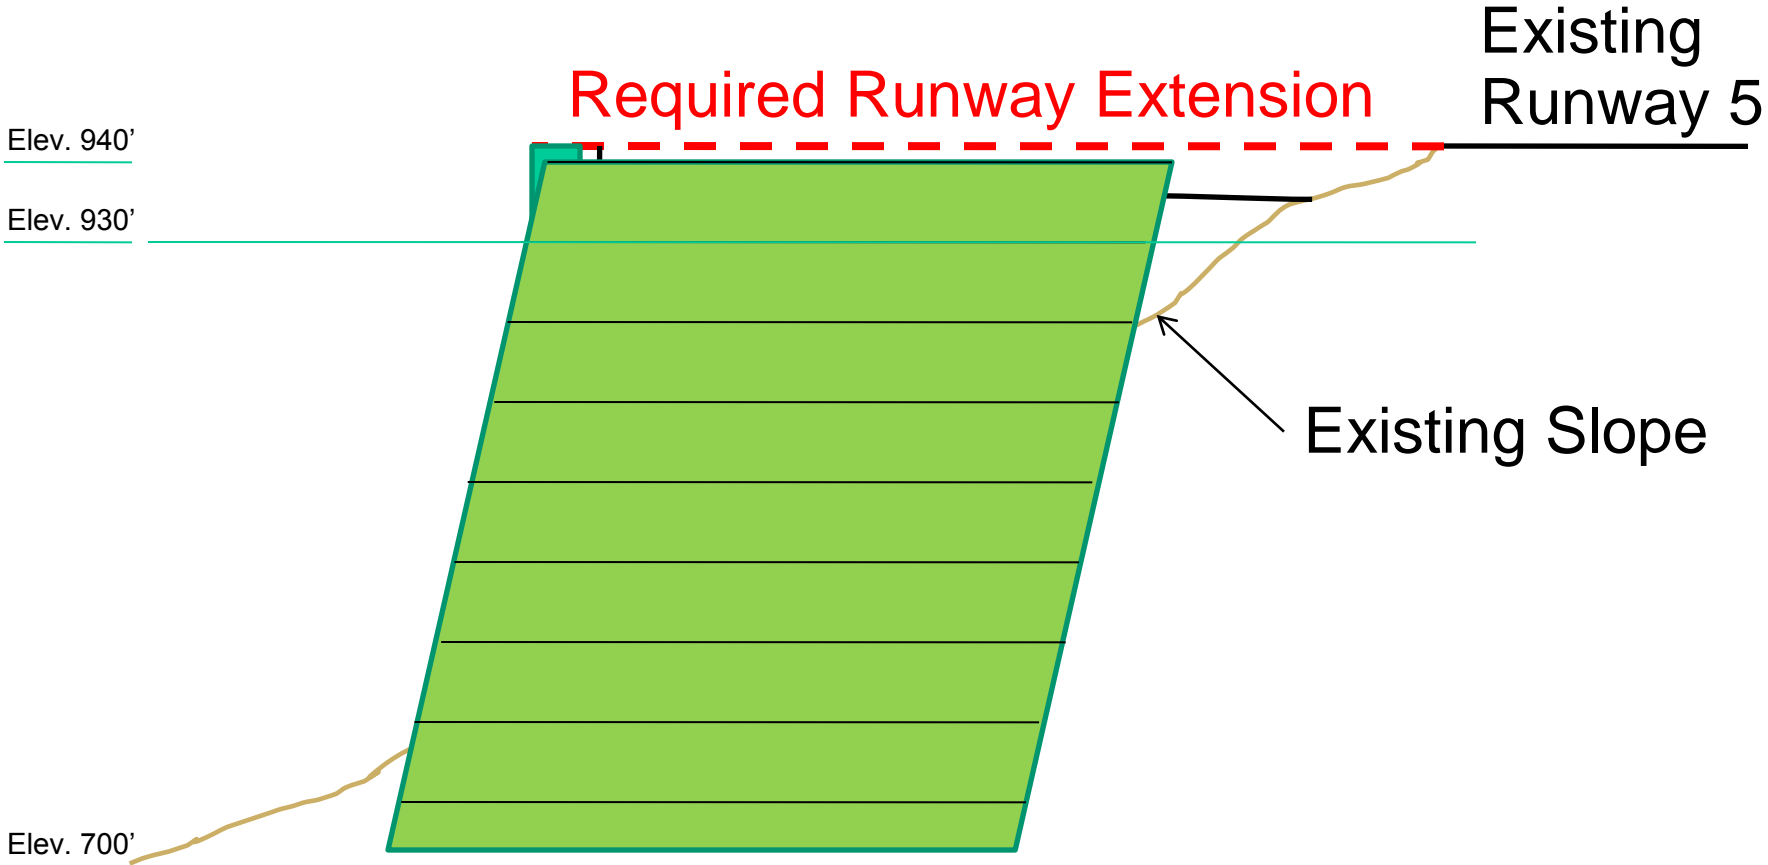 Existing
Runway 5
Required Runway Extension
Elev. 940’
Elev. 930’
Existing Slope
Elev. 700’